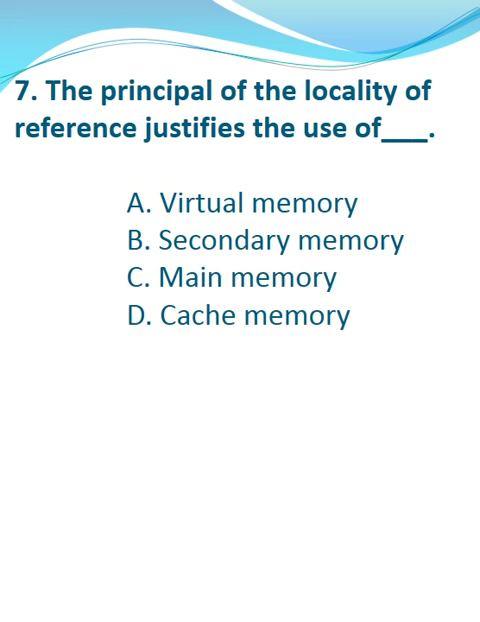 7. The principal of the locality of
reference justifies the use of___.
A. Virtual memory
B. Secondary memory
C. Main memory
D. Cache memory